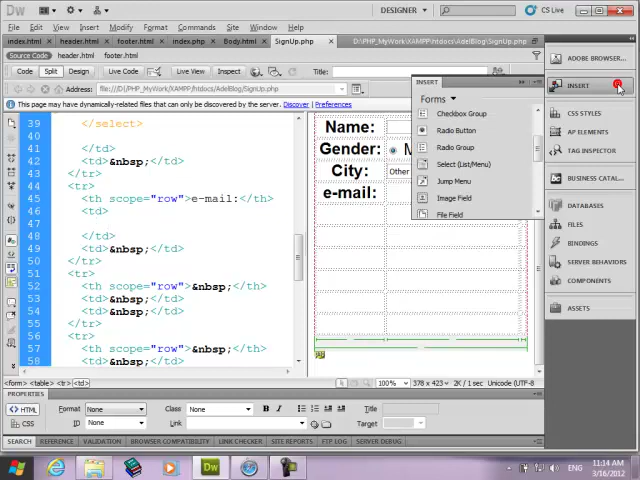 Dw
DESIGNER
CS Live
File Edit View Insert Modify Format Commands Site Window Help
index.html × header.html × footer.html × index.php × Body.html × SignUp.php × D:\PHP_MyWork\XAMPP\htdocs\AdelBlog\SignUp.php
Source Code header.html footer.html
Code Split Design Live Code Live View Inspect
Address: file:///D|/PHP_MyWork/XAMPP/htdocs/AdelBlog/SignUp.php
This page may have dynamically-related files that can only be discovered by the server. Discover | Preferences
39 </select>
40
41 </td>
42 <td>&nbsp;</td>
43 </tr>
44 <tr>
45 <th scope="row">e-mail:</th>
46 <td>
47
48 </td>
49 <td>&nbsp;</td>
50 </tr>
51 <tr>
52 <th scope="row">&nbsp;</th>
53 <td>&nbsp;</td>
54 <td>&nbsp;</td>
55 </tr>
56 <tr>
57 <th scope="row">&nbsp;</th>
58 <td>&nbsp;</td>
Name:
Gender: M
City: Other
e-mail:
INSERT
Forms
Checkbox Group
Radio Button
Radio Group
Select (List/Menu)
Jump Menu
Image Field
File Field
ADOBE BROWSER...
INSERT
CSS STYLES
AP ELEMENTS
TAG INSPECTOR
BUSINESS CATAL...
DATABASES
FILES
BINDINGS
SERVER BEHAVIORS
COMPONENTS
ASSETS
<form> <table> <tr> <td>
100% 378 x 423 2K / 1 sec Unicode (UTF-8
PROPERTIES
HTML Format None Class None B I Title
CSS ID None Link Target
SEARCH REFERENCE VALIDATION BROWSER COMPATIBILITY LINK CHECKER SITE REPORTS FTP LOG SERVER DEBUG
Dw
ENG
11:14 AM
3/16/2012